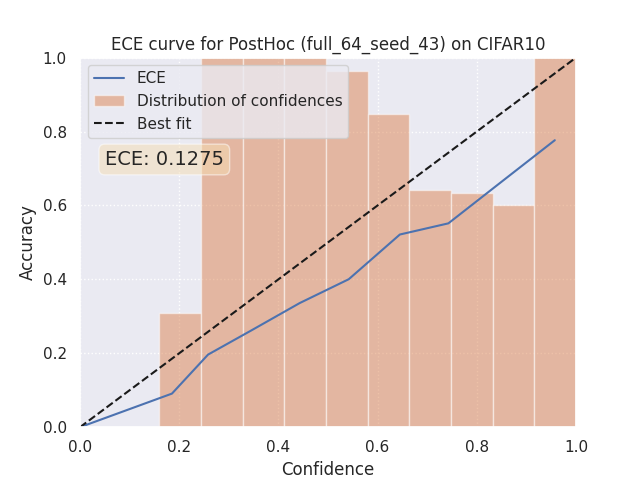 ECE curve for PostHoc (full_64_seed_43) on CIFAR10
1.0
0.8
0.6
0.4
0.2
0.0
Accuracy
ECE
Distribution of confidences
Best fit
ECE: 0.1275
0.0 0.2 0.4 0.6 0.8 1.0
Confidence